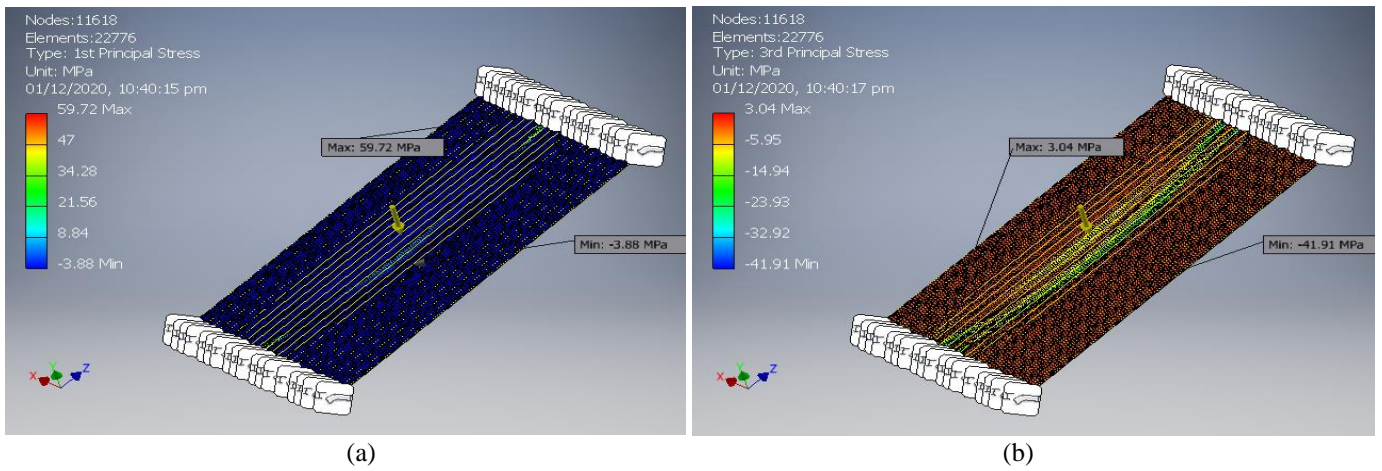 Nodes:11618
Elements:22776
Type: 1st Principal Stress
Unit: MPa
01/12/2020, 10:40:15 pm
59.72 Max
47
34.28
21.56
8.84
-3.88 Min
Max: 59.72 MPa
Min: -3.88 MPa
X
Y
Z
(a)
Nodes:11618
Elements:22776
Type: 3rd Principal Stress
Unit: MPa
01/12/2020, 10:40:17 pm
3.04 Max
-5.95
-14.94
-23.93
-32.92
-41.91 Min
Max: 3.04 MPa
Min: -41.91 MPa
X
Y
Z
(b)